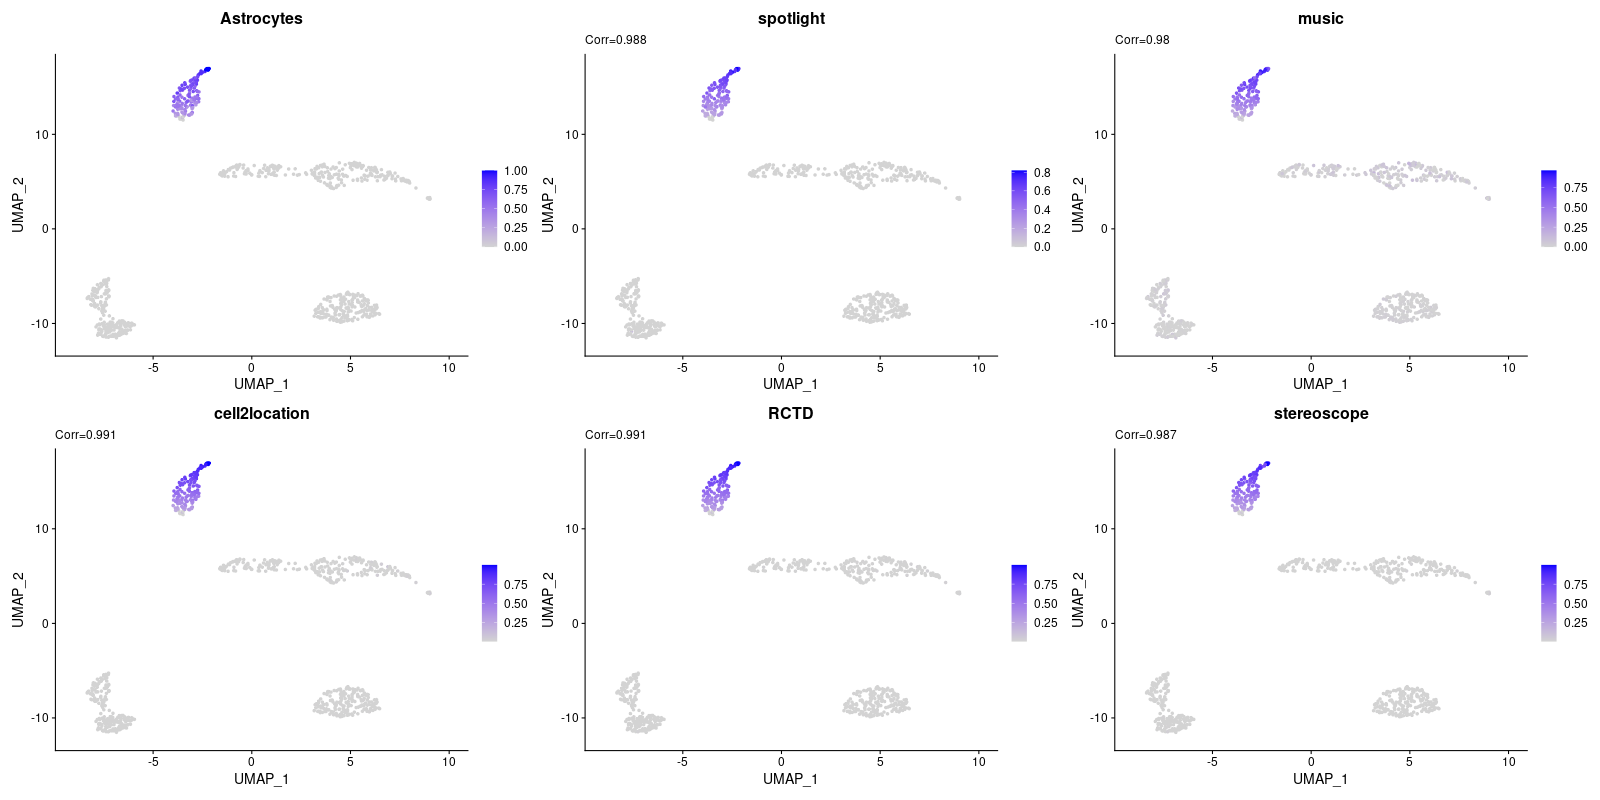 Astrocytes
10
0
-10
-5
0
5
10
UMAP_1
UMAP_2
1.00
0.75
0.50
0.25
0.00
spotlight
Corr=0.988
10
0
-10
-5
0
5
10
UMAP_1
UMAP_2
0.8
0.6
0.4
0.2
0.0
music
Corr=0.98
10
0
-10
-5
0
5
10
UMAP_1
UMAP_2
0.75
0.50
0.25
0.00
cell2location
Corr=0.991
10
0
-10
-5
0
5
10
UMAP_1
UMAP_2
0.75
0.50
0.25
RCTD
Corr=0.991
10
0
-10
-5
0
5
10
UMAP_1
UMAP_2
0.75
0.50
0.25
stereoscope
Corr=0.987
10
0
-10
-5
0
5
10
UMAP_1
UMAP_2
0.75
0.50
0.25